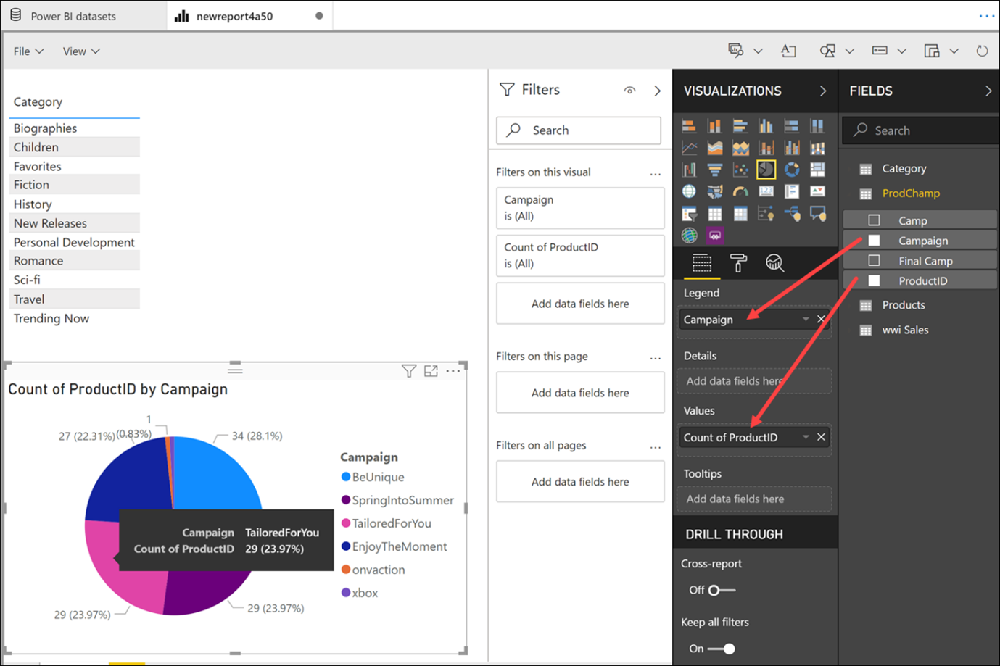 Power BI datasets
newreport4a50
File
View
Category
Biographies
Children
Favorites
Fiction
History
New Releases
Personal Development
Romance
Sci-fi
Travel
Trending Now
Count of ProductID by Campaign
1
(0.83%)
27 (22.31%)
34 (28.1%)
29 (23.97%)
29 (23.97%)
Campaign TailoredForYou
Count of ProductID 29 (23.97%)
Campaign
BeUnique
SpringIntoSummer
TailoredForYou
EnjoyTheMoment
onvaction
xbox
Filters
Search
Filters on this visual
Campaign
is (All)
Count of ProductID
is (All)
Add data fields here
Filters on this page
Add data fields here
Filters on all pages
Add data fields here
VISUALIZATIONS
123
Legend
Campaign
Details
Add data fields here
Values
Count of ProductID
Tooltips
Add data fields here
DRILL THROUGH
Cross-report
Off
Keep all filters
On
FIELDS
Search
Category
ProdChamp
Camp
Campaign
Final Camp
ProductID
Products
wwi Sales